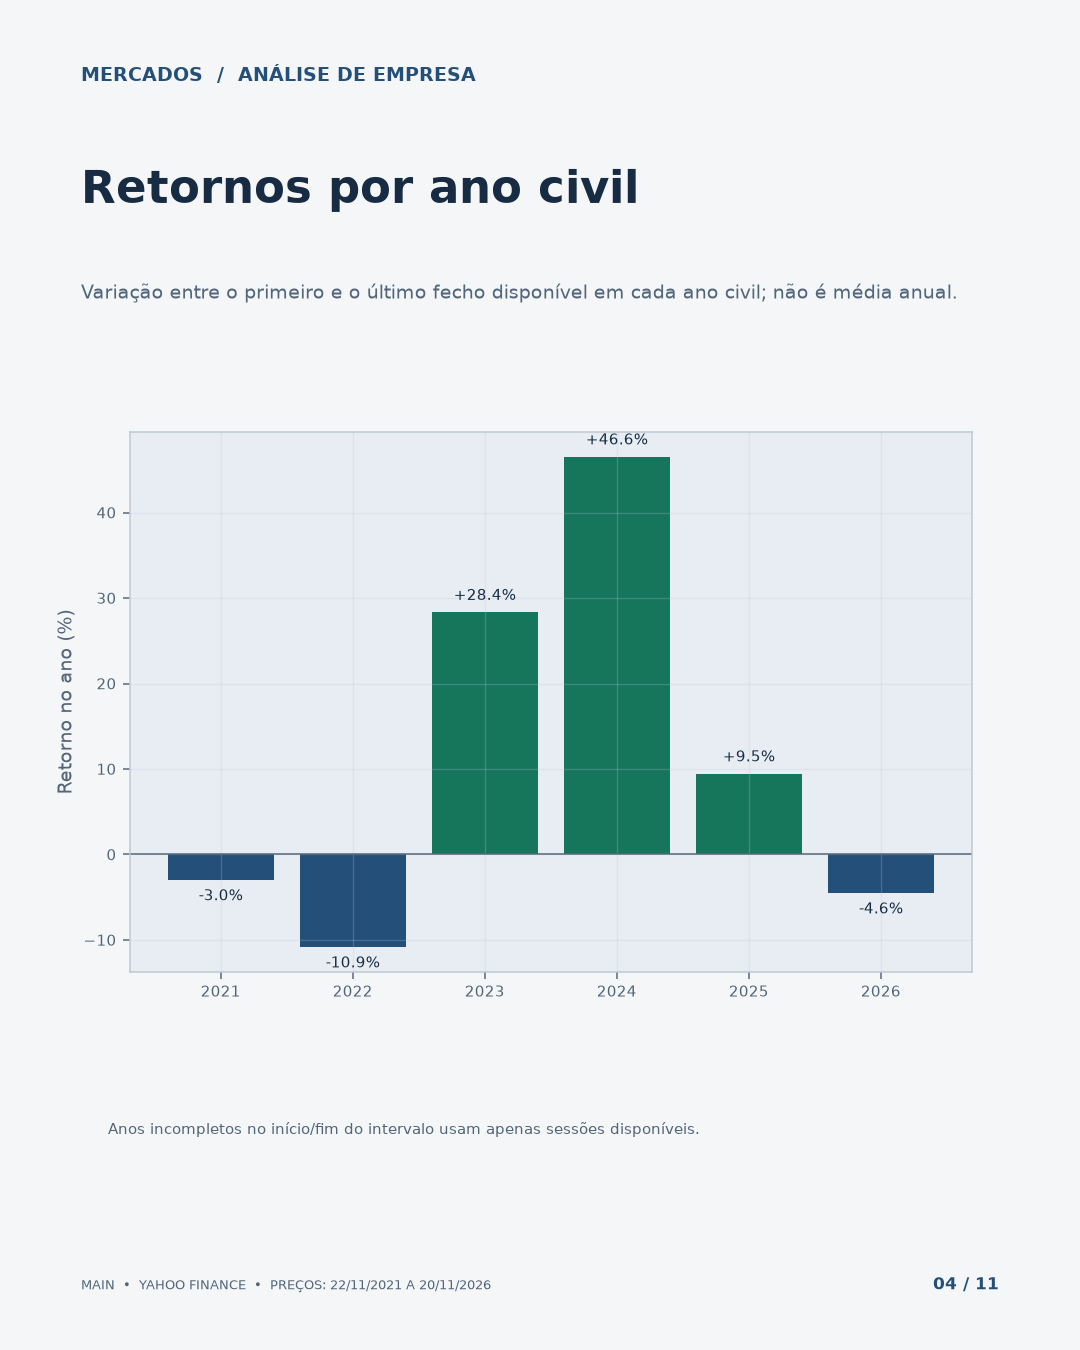 MERCADOS / ANÁLISE DE EMPRESA
Retornos por ano civil
Variação entre o primeiro e o último fecho disponível em cada ano civil; não é média anual.
Retorno no ano (%)
40
30
20
10
0
−10
+46.6%
+28.4%
+9.5%
-3.0%
-4.6%
-10.9%
2021 2022 2023 2024 2025 2026
Anos incompletos no início/fim do intervalo usam apenas sessões disponíveis.
MAIN • YAHOO FINANCE • PREÇOS: 22/11/2021 A 20/11/2026
04 / 11